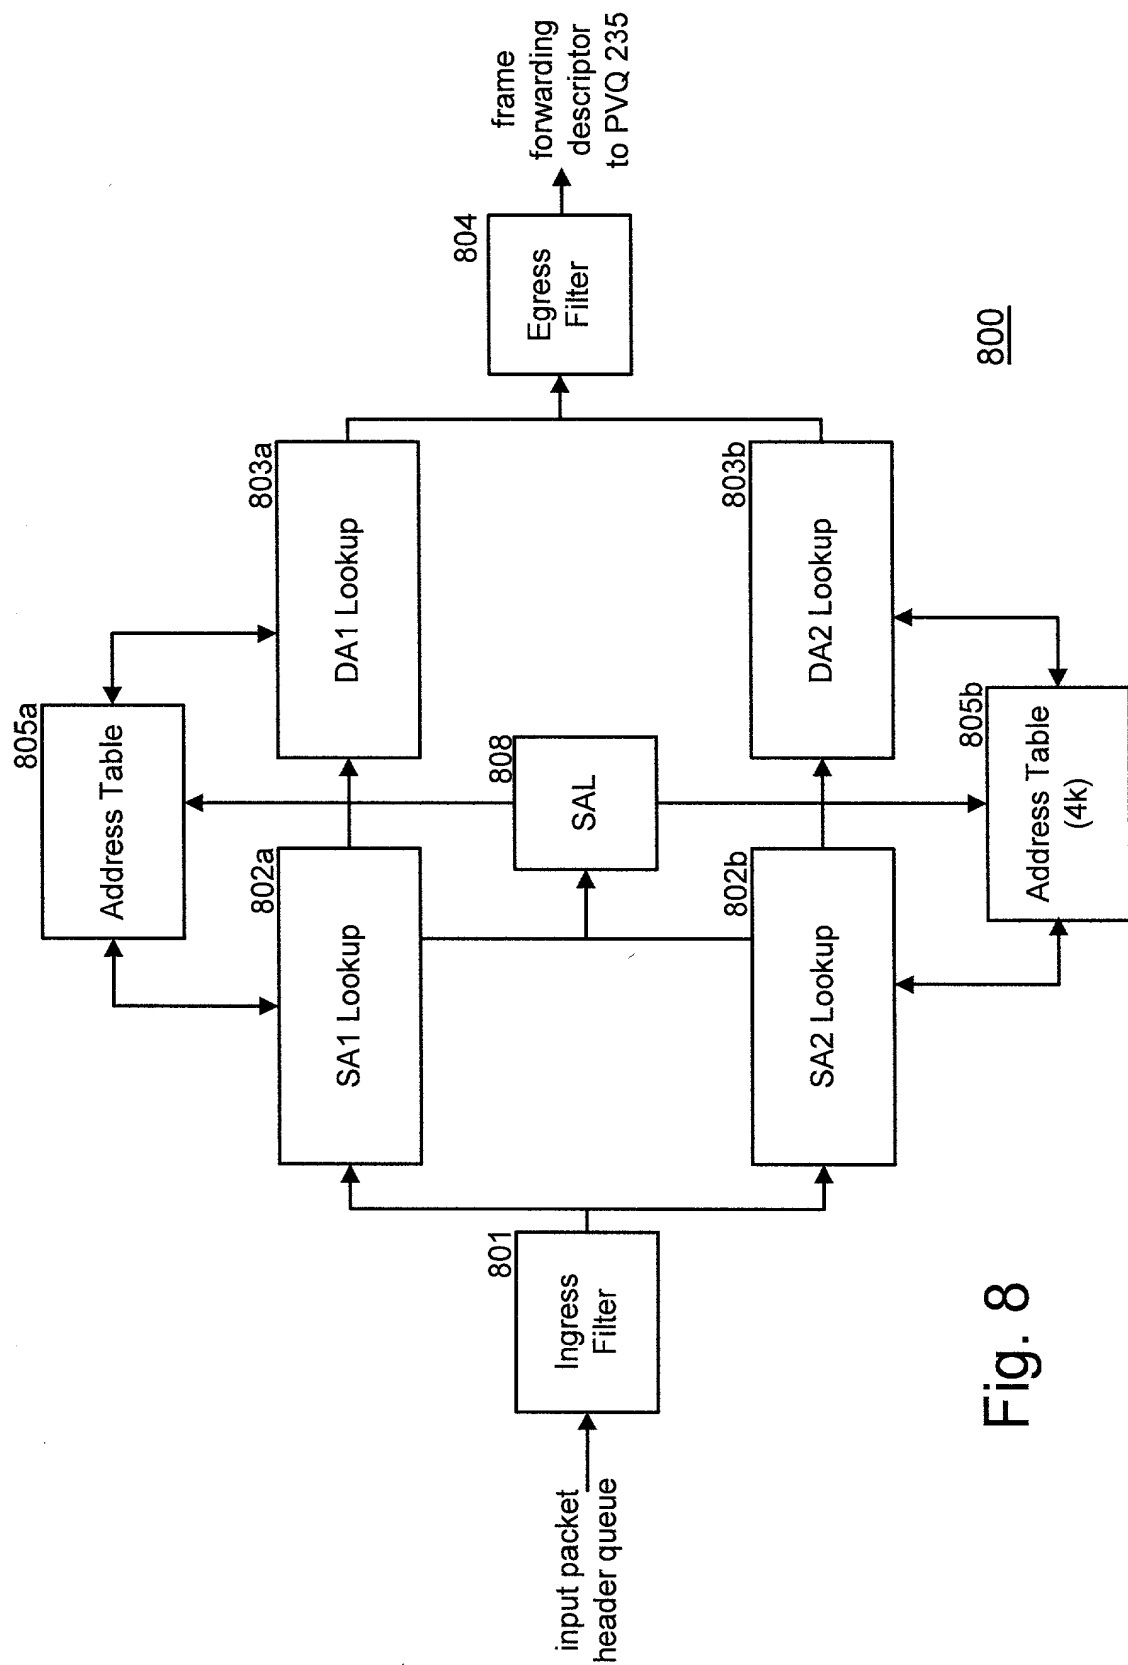 805a
Address Table
802a
SA1 Lookup
803a
DA1 Lookup
801
Ingress
Filter
input packet
header queue
808
SAL
804
Egress
Filter
frame
forwarding
descriptor
to PVQ 235
802b
SA2 Lookup
803b
DA2 Lookup
805b
Address Table
(4k)
800
Fig. 8